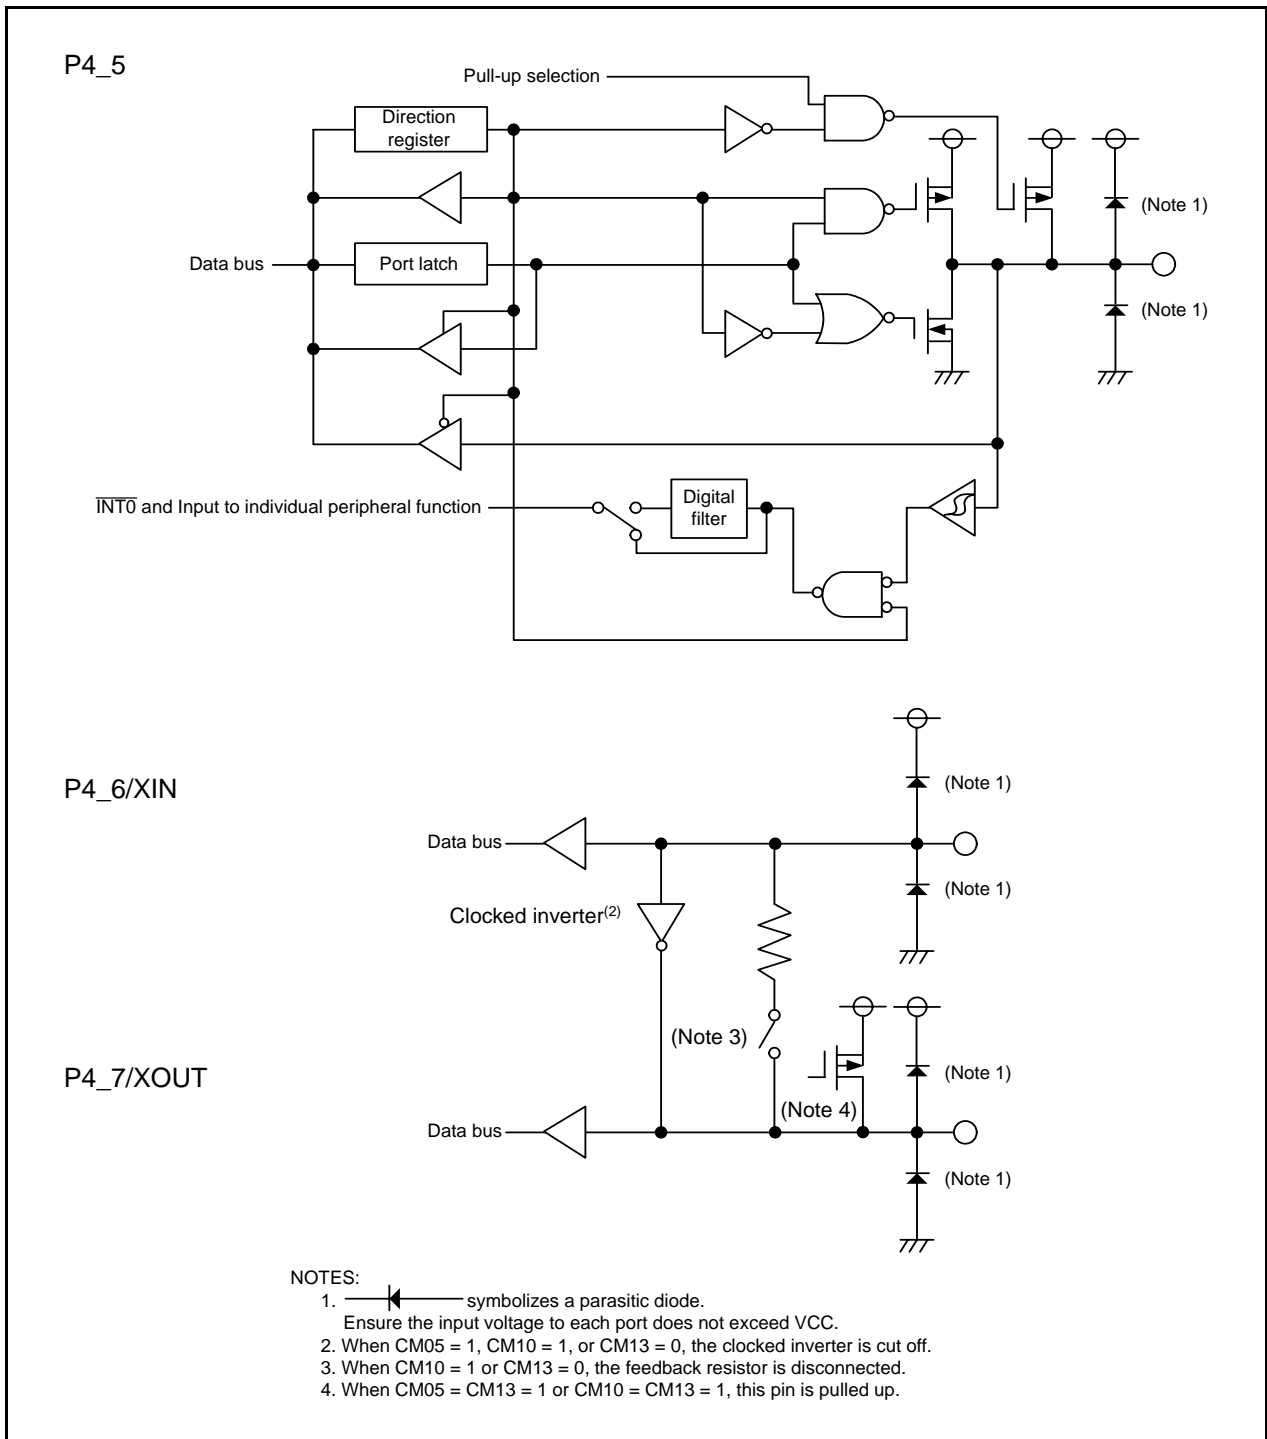 P4_5
Pull-up selection
Direction
register
(Note 1)
Data bus
Port latch
(Note 1)
INT0 and Input to individual peripheral function
Digital
filter
P4_6/XIN
(Note 1)
Data bus
(Note 1)
Clocked inverter(2)
(Note 3)
P4_7/XOUT
(Note 1)
(Note 4)
Data bus
(Note 1)
NOTES:
1. symbolizes a parasitic diode.
Ensure the input voltage to each port does not exceed VCC.
2. When CM05 = 1, CM10 = 1, or CM13 = 0, the clocked inverter is cut off.
3. When CM10 = 1 or CM13 = 0, the feedback resistor is disconnected.
4. When CM05 = CM13 = 1 or CM10 = CM13 = 1, this pin is pulled up.